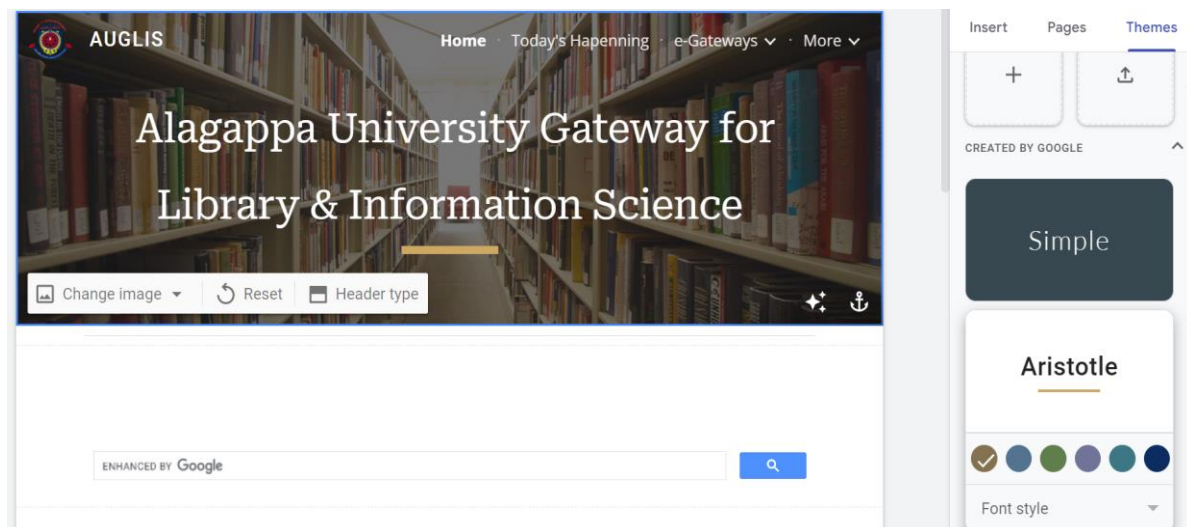 AUGLIS
Home · Today's Hapenning · e-Gateways · More
Alagappa University Gateway for
Library & Information Science
Change image
Reset
Header type
ENHANCED BY Google
Insert
Pages
Themes
CREATED BY GOOGLE
Simple
Aristotle
Font style